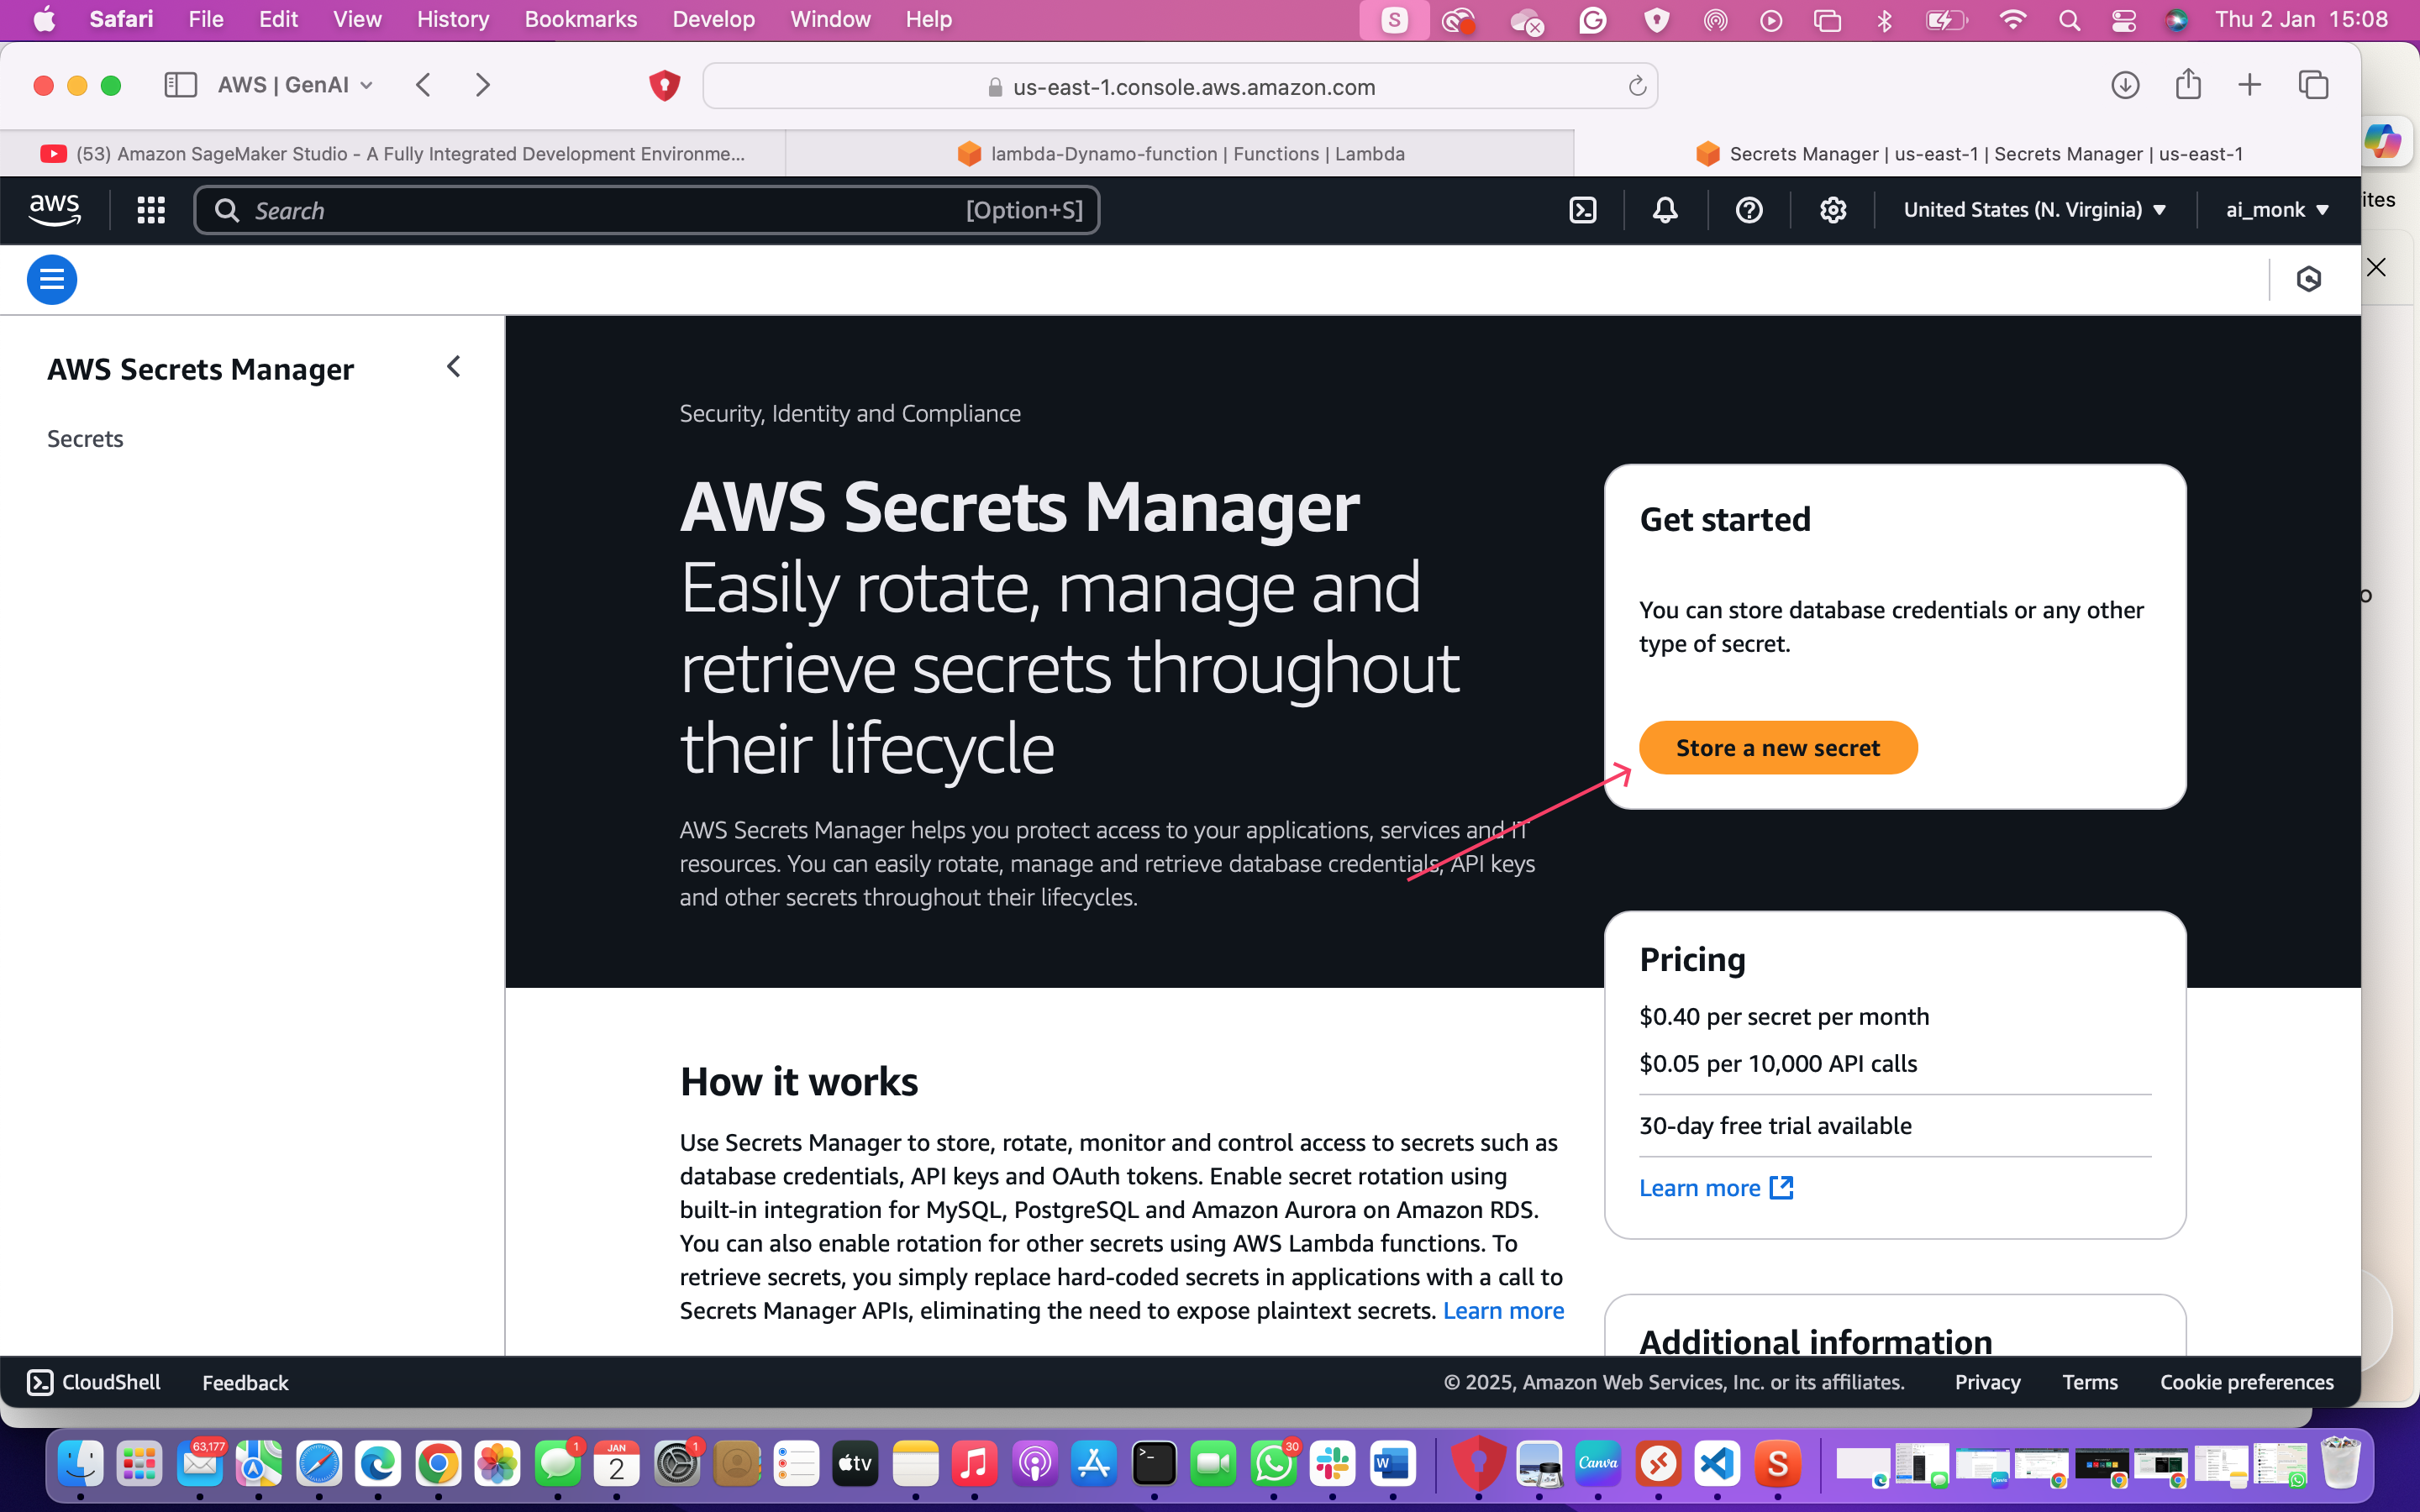 Safari File Edit View History Bookmarks Develop Window Help
S
Thu 2 Jan 15:08
AWS | GenAI
us-east-1.console.aws.amazon.com
(53) Amazon SageMaker Studio - A Fully Integrated Development Environme...
lambda-Dynamo-function | Functions | Lambda
Secrets Manager | us-east-1 | Secrets Manager | us-east-1
aws
Search
[Option+S]
United States (N. Virginia)
ai_monk
ites
AWS Secrets Manager
Secrets
Security, Identity and Compliance
AWS Secrets Manager
Easily rotate, manage and
retrieve secrets throughout
their lifecycle
AWS Secrets Manager helps you protect access to your applications, services and IT
resources. You can easily rotate, manage and retrieve database credentials, API keys
and other secrets throughout their lifecycles.
Get started
You can store database credentials or any other
type of secret.
Store a new secret
o
Pricing
$0.40 per secret per month
$0.05 per 10,000 API calls
30-day free trial available
Learn more
How it works
Use Secrets Manager to store, rotate, monitor and control access to secrets such as
database credentials, API keys and OAuth tokens. Enable secret rotation using
built-in integration for MySQL, PostgreSQL and Amazon Aurora on Amazon RDS.
You can also enable rotation for other secrets using AWS Lambda functions. To
retrieve secrets, you simply replace hard-coded secrets in applications with a call to
Secrets Manager APIs, eliminating the need to expose plaintext secrets. Learn more
Additional information
CloudShell
Feedback
© 2025, Amazon Web Services, Inc. or its affiliates.
Privacy
Terms
Cookie preferences
63,177
1
JAN
2
1
tv
30
W
Canva
S